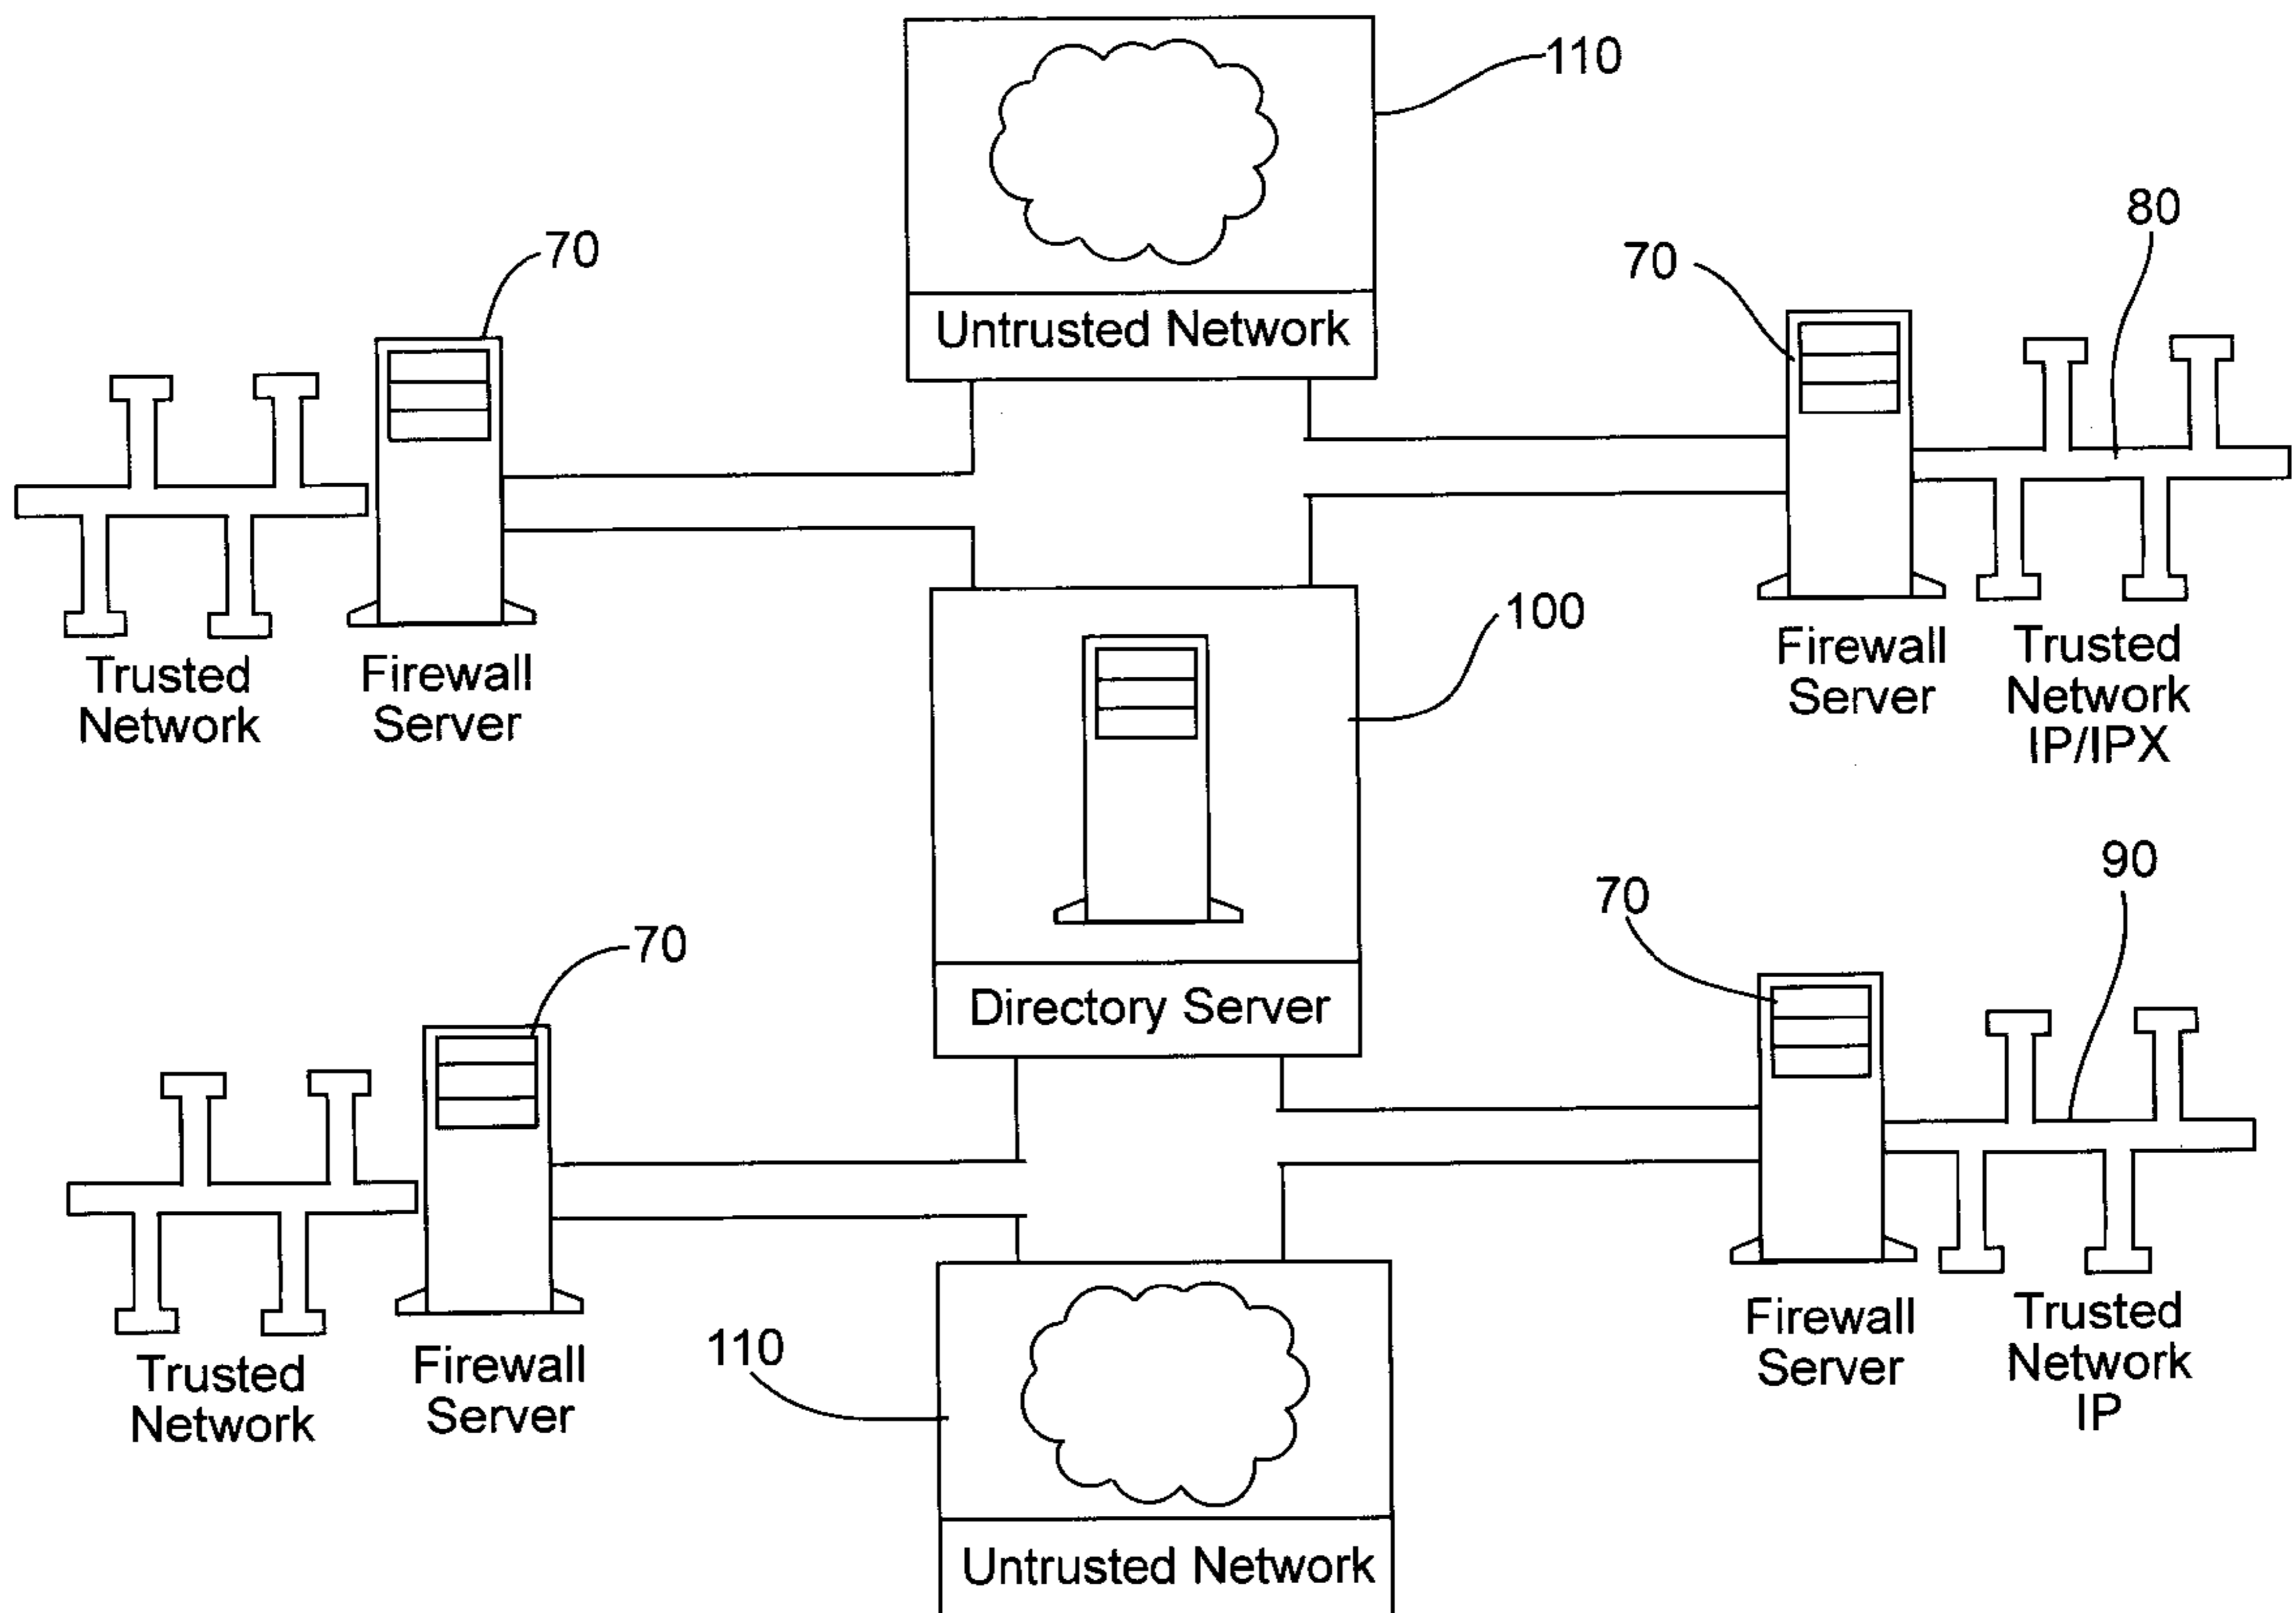 110
Untrusted Network
70
Trusted
Network
Firewall
Server
70
80
Firewall
Server
Trusted
Network
IP/IPX
100
Directory Server
70
Trusted
Network
Firewall
Server
70
90
Firewall
Server
Trusted
Network
IP
110
Untrusted Network